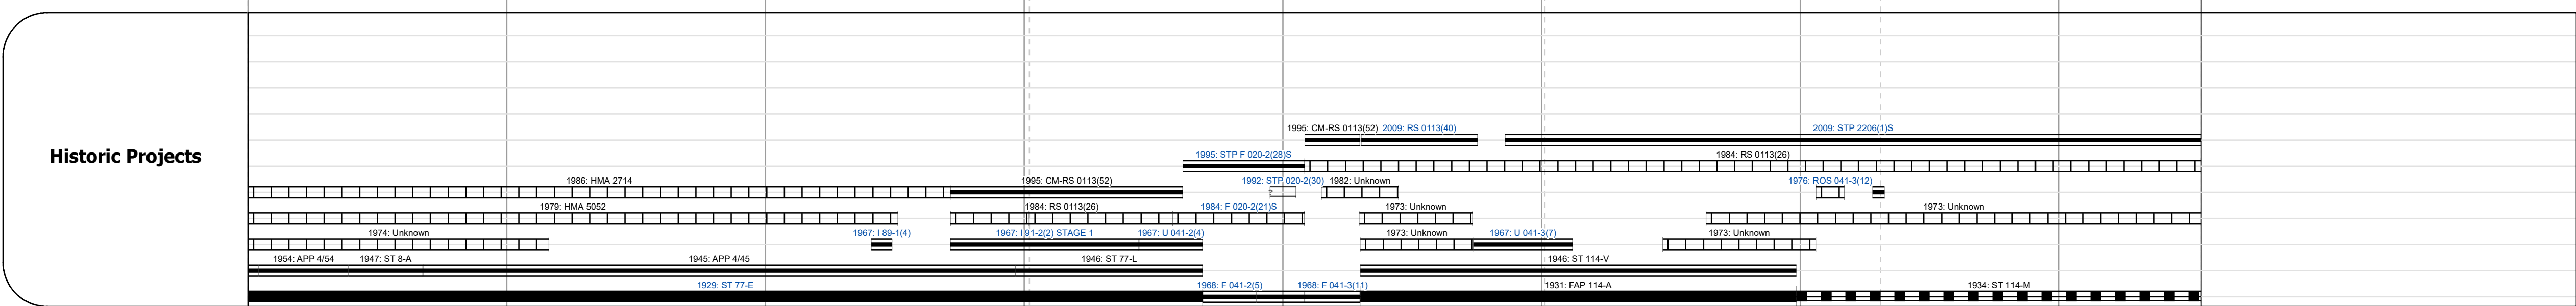 Historic Projects
1995: CM-RS 0113(52) 2009: RS 0113(40) 2009: STP 2206(1)S
1995: STP F 020-2(28)S 1984: RS 0113(26)
1986: HMA 2714 1995: CM-RS 0113(52) 1992: STP 020-2(30) 1982: Unknown 1976: ROS 041-3(12)
?
1979: HMA 5052 1984: RS 0113(26) 1984: F 020-2(21)S 1973: Unknown 1973: Unknown
1974: Unknown 1967: I 89-1(4) 1967: I 91-2(2) STAGE 1 1967: U 041-2(4) 1973: Unknown 1967: U 041-3(7) 1973: Unknown
1954: APP 4/54 1947: ST 8-A 1945: APP 4/45 1946: ST 77-L 1946: ST 114-V
1929: ST 77-E 1968: F 041-2(5) 1968: F 041-3(11) 1931: FAP 114-A 1934: ST 114-M